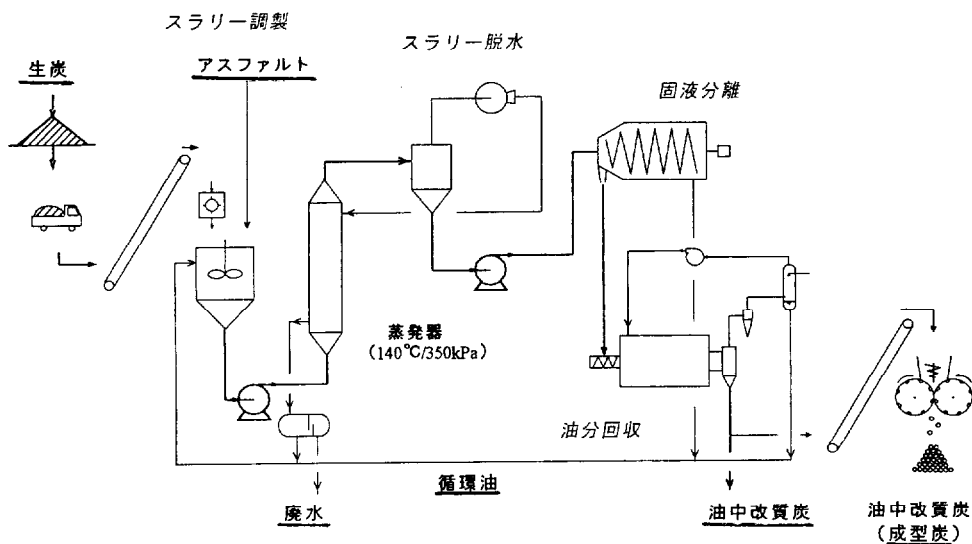 スラリー調製
スラリー脱水
生炭
アスファルト
固液分離
蒸発器
(140℃/350kPa)
油分回収
循環油
廃水
油中改質炭
油中改質炭
(成型炭)